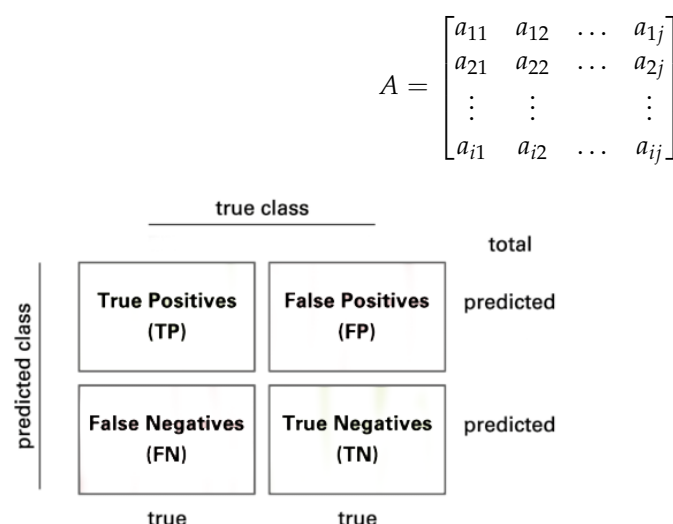 A = [a11 a12 … a1j
a21 a22 … a2j
⋮ ⋮ ⋮
ai1 ai2 … aij]
true class
total
predicted class
True Positives
(TP)
False Positives
(FP)
predicted
False Negatives
(FN)
True Negatives
(TN)
predicted
true
true